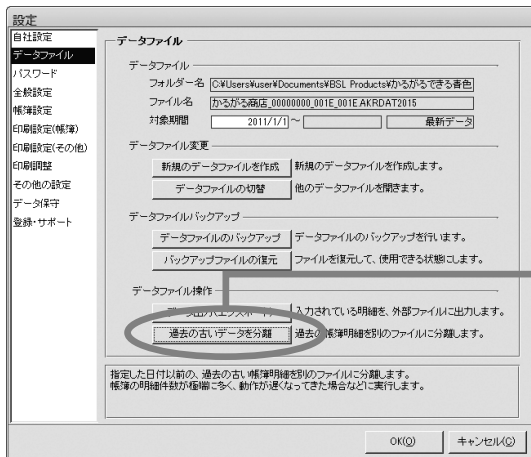 設定
自社設定
データファイル
パスワード
全般設定
帳簿設定
印刷設定(帳簿)
印刷設定(その他)
印刷調整
その他の設定
データ保守
登録・サポート
データファイル
データファイル
フォルダー名 C:¥Users¥user¥Documents¥BSL Products¥かるがるできる青色
ファイル名 かるがる商店_00000000_001E_001E.AKRDAT2015
対象期間 2011/1/1 ~ 最新データ
データファイル変更
新規のデータファイルを作成 新規のデータファイルを作成します。
データファイルの切替 他のデータファイルを開きます。
データファイルバックアップ
データファイルのバックアップ データファイルのバックアップを行います。
バックアップファイルの復元 ファイルを復元して、使用できる状態にします。
データファイル操作
入力されている明細を、外部ファイルに出力します。
過去の古いデータを分離 過去の帳簿明細を別のファイルに分離します。
指定した日付以前の、過去の古い帳簿明細を別のファイルに分離します。
帳簿の明細件数が極端に多く、動作が遅くなってきた場合などに実行します。
OK(O) キャンセル(C)